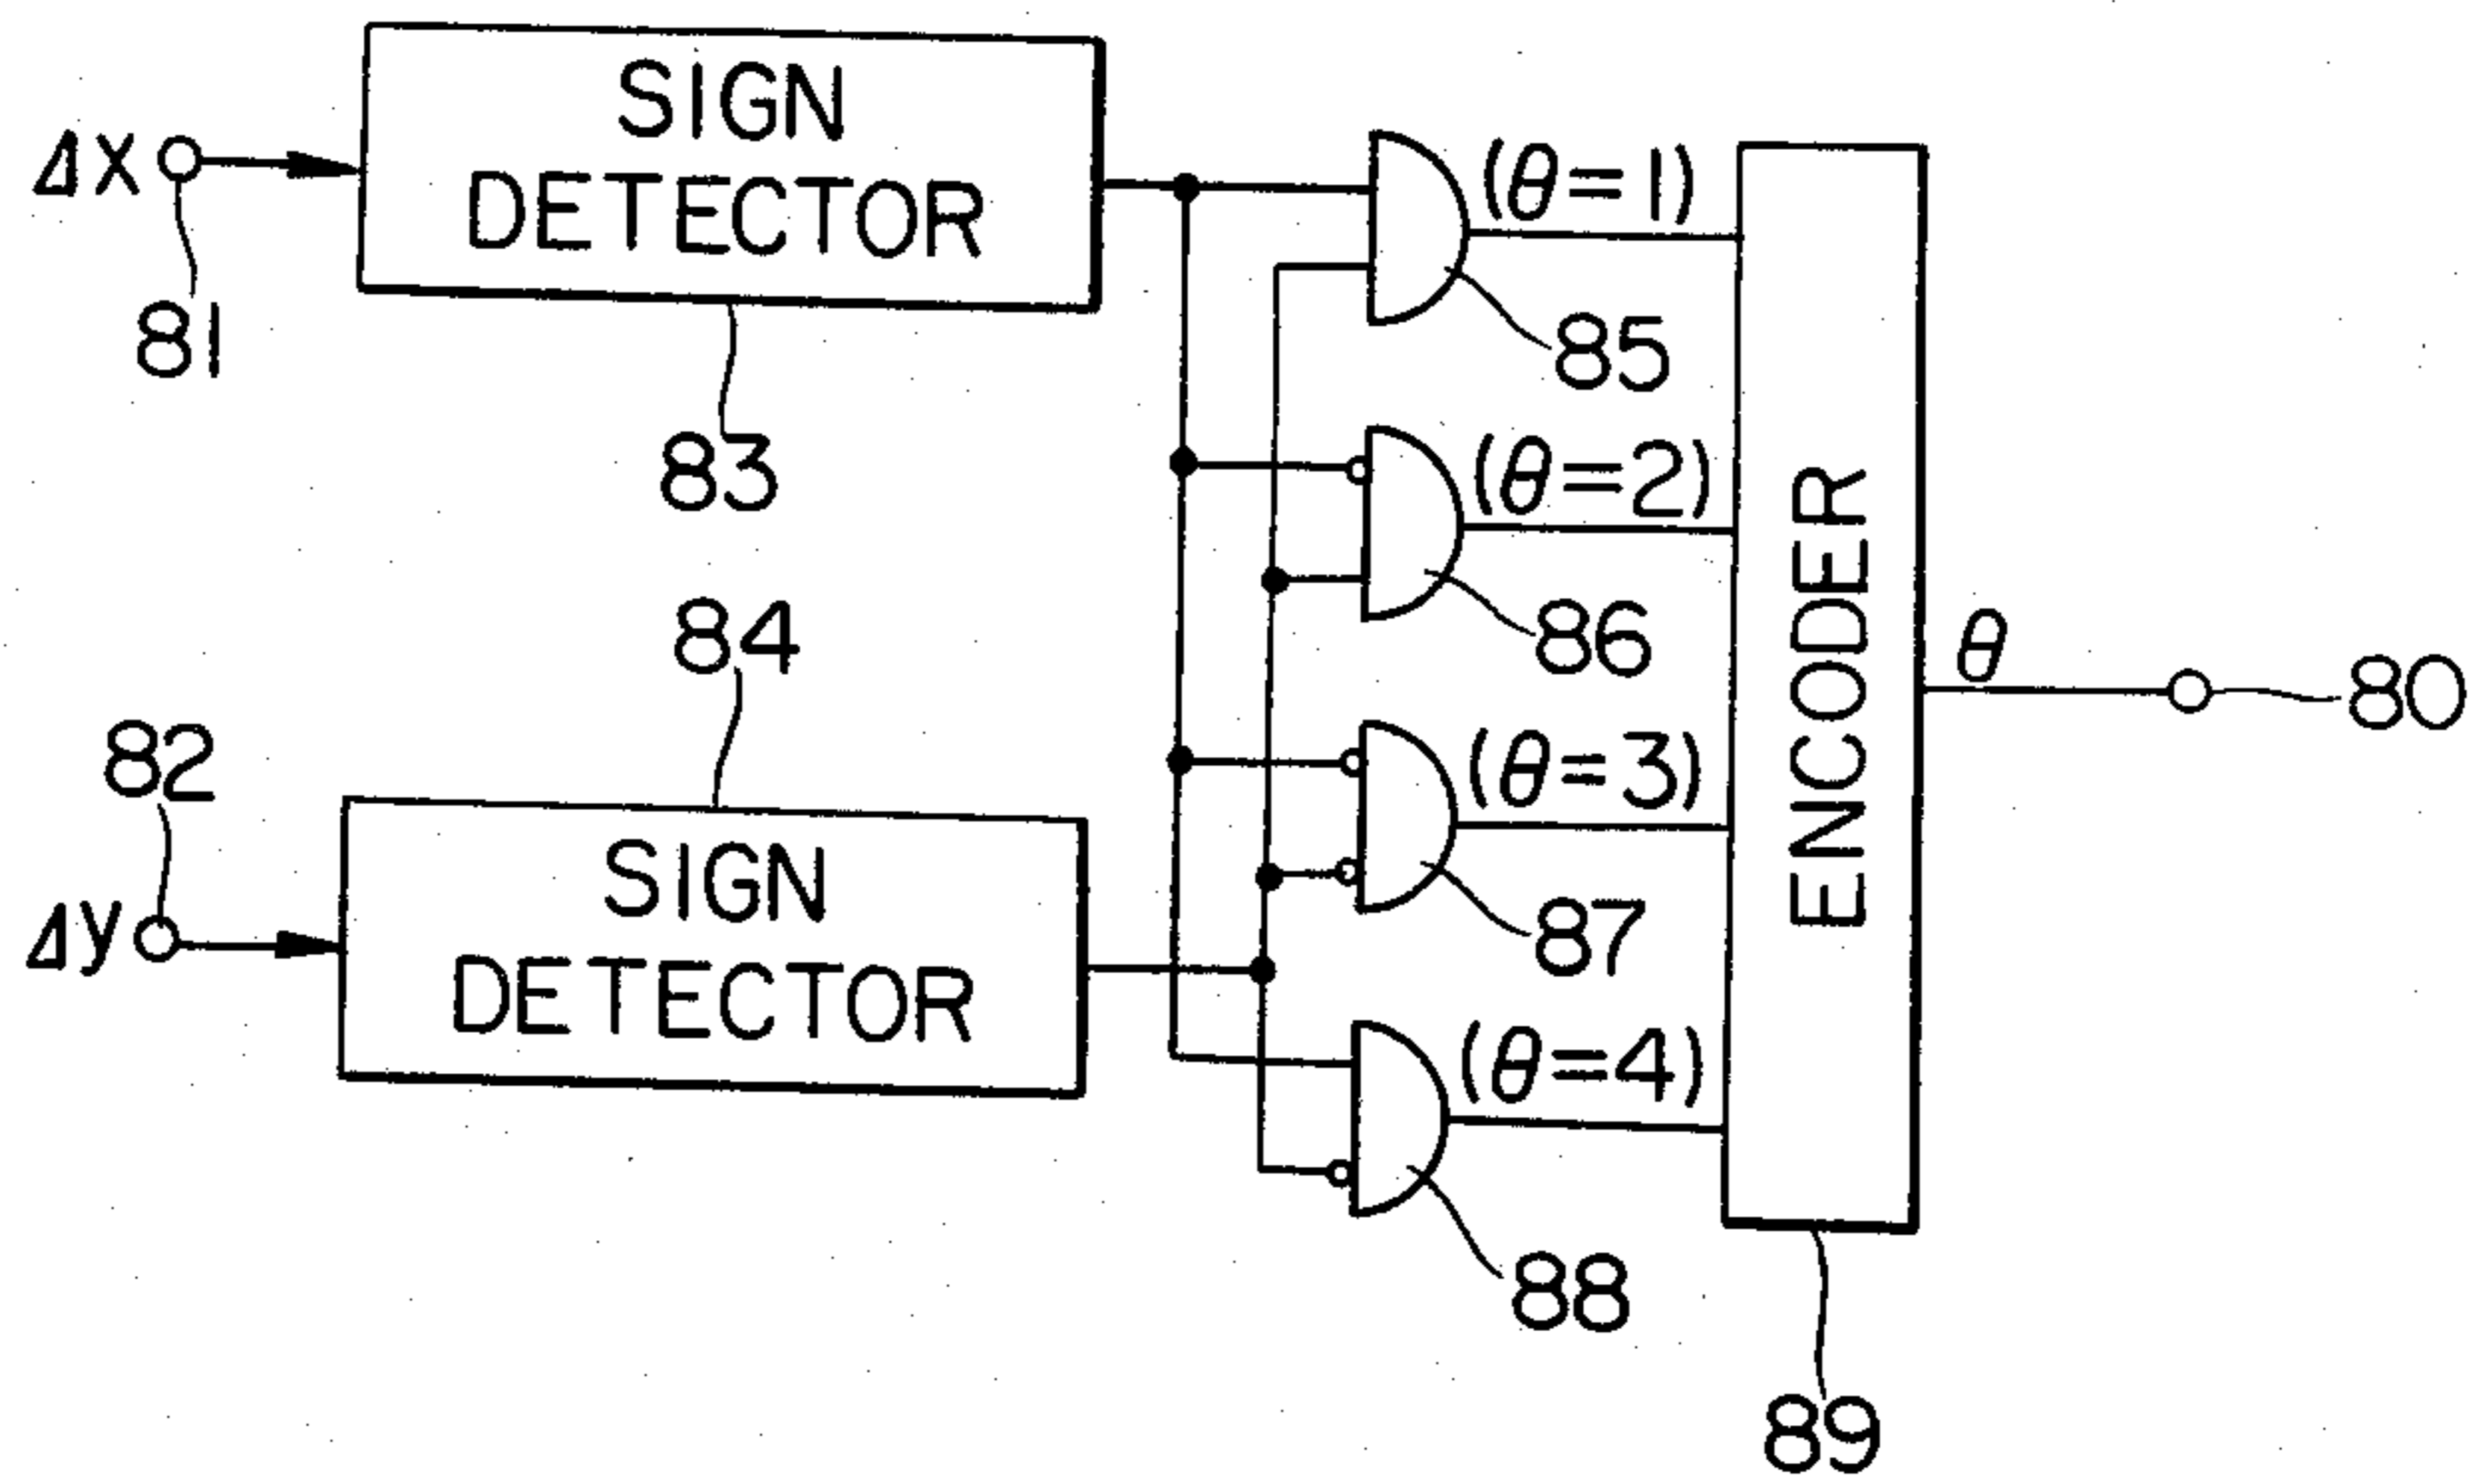 SIGN
DETECTOR
Δx
81
83
(θ=1)
85
(θ=2)
86
84
82
SIGN
DETECTOR
Δy
(θ=3)
87
(θ=4)
88
ENCODER
θ
80
89